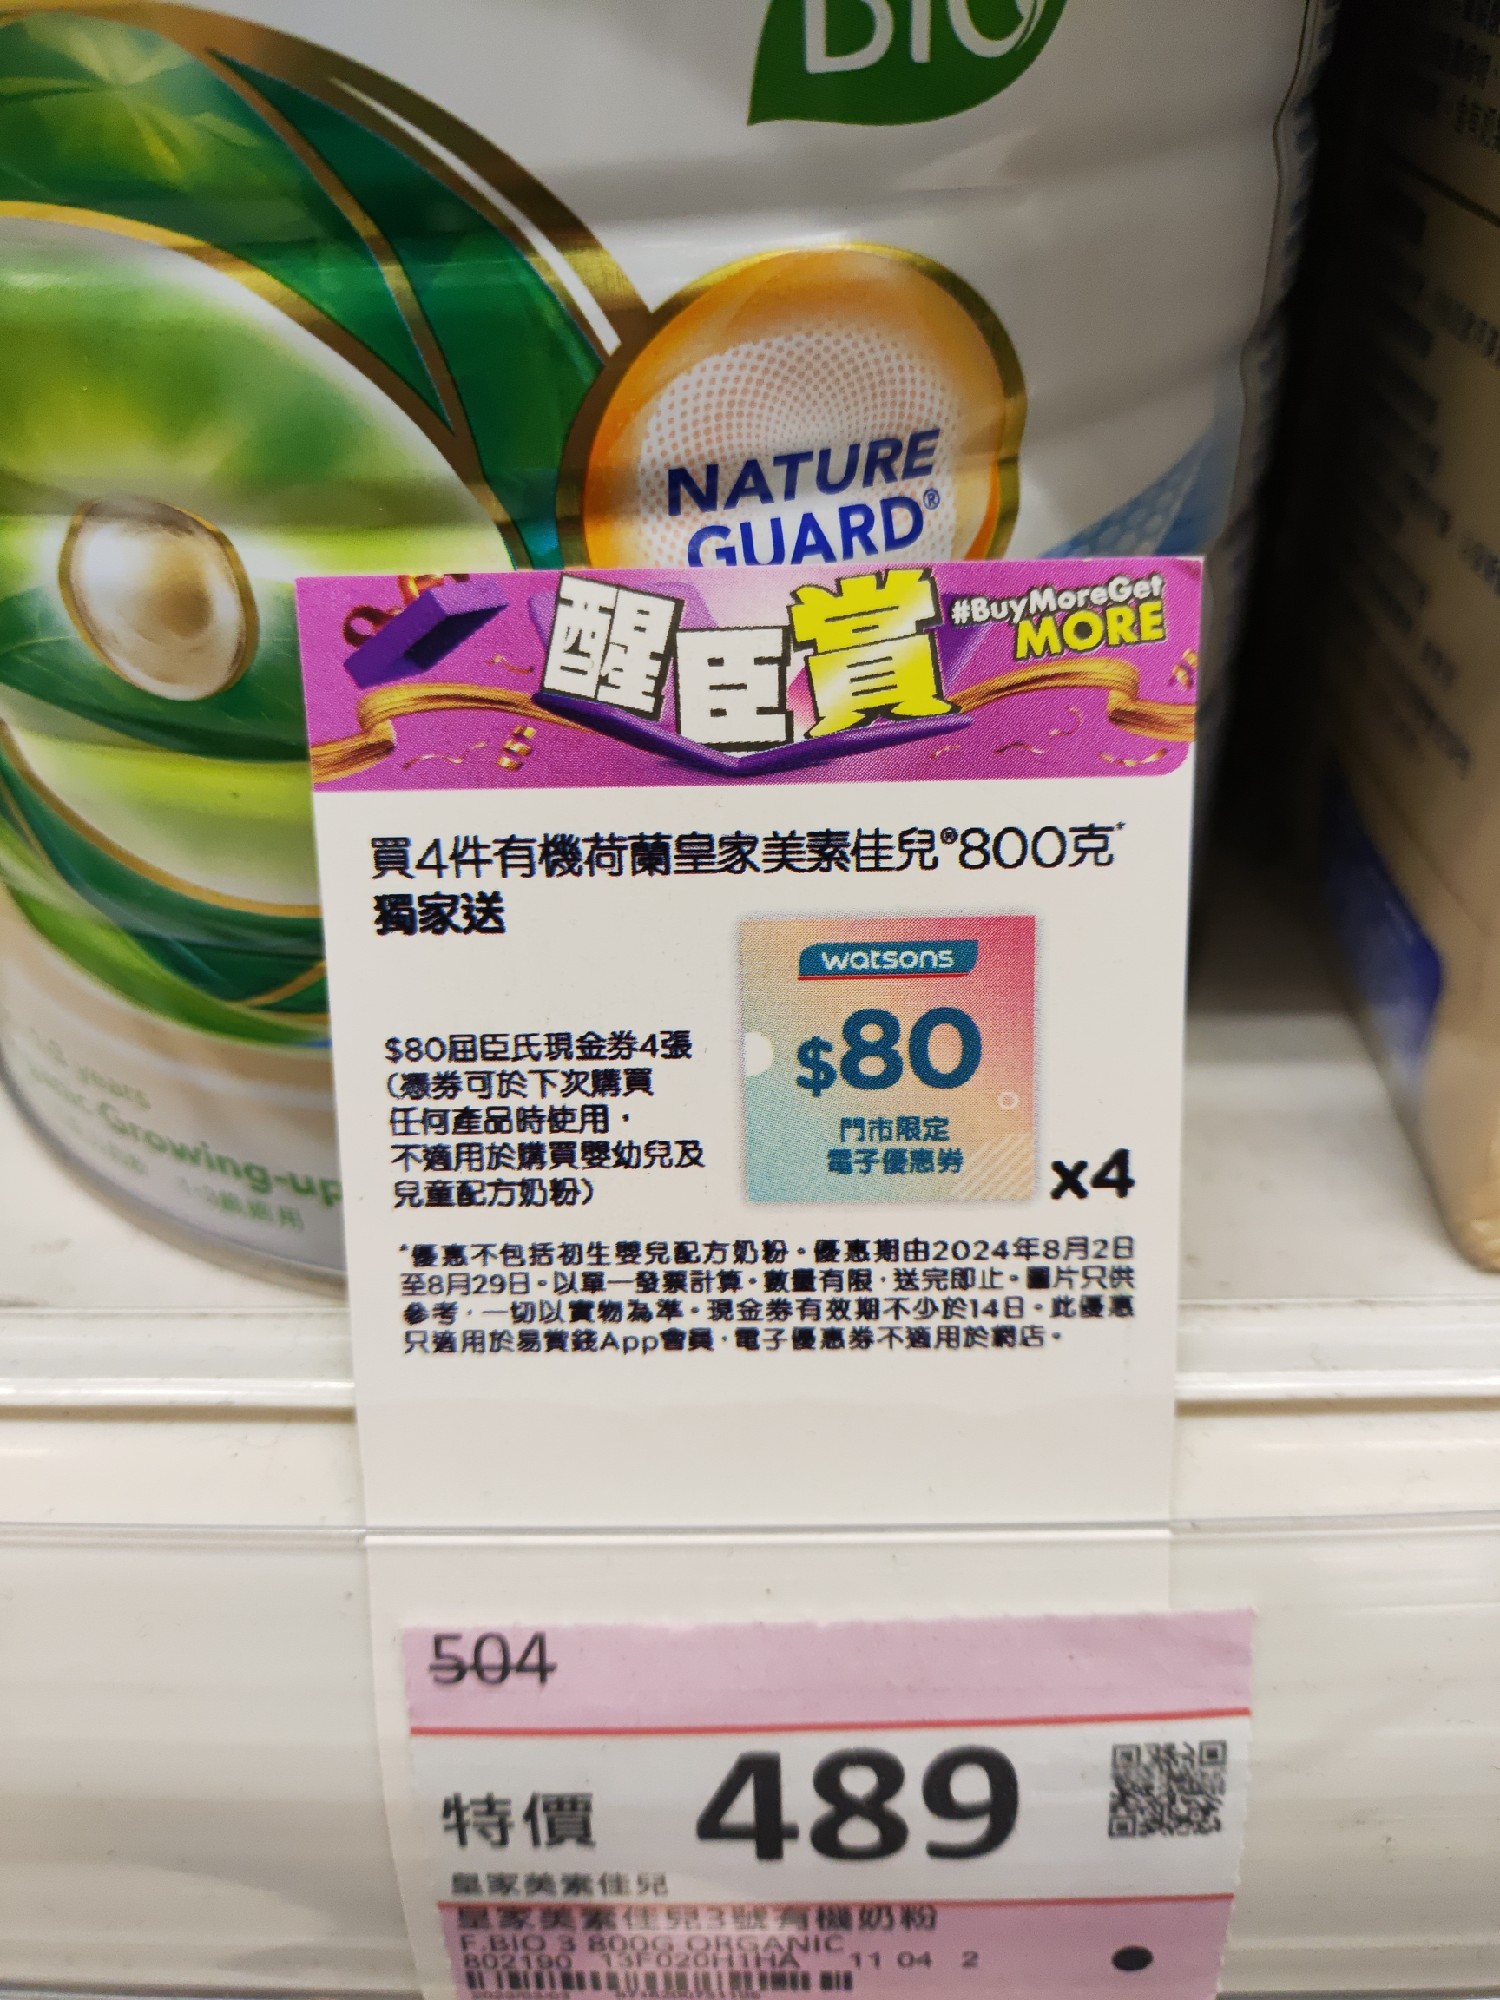 BIO
NATURE
GUARD®
醒臣賞
#BuyMoreGet
MORE
買4件有機荷蘭皇家美素佳兒®800克*
獨家送
watsons
$80
門市限定
電子優惠券
x4
$80屈臣氏現金券4張
（憑券可於下次購買
任何產品時使用，
不適用於購買嬰幼兒及
兒童配方奶粉）
*優惠不包括初生嬰兒配方奶粉。優惠期由2024年8月2日
至8月29日。以單一發票計算。數量有限，送完即止。圖片只供
參考，一切以實物為準。現金券有效期不少於14日。此優惠
只適用於易賞錢App會員，電子優惠券不適用於網店。
years
Growing-up
504
特價 489
皇家美素佳兒
皇家美素佳兒3號有機奶粉
F.BIO 3 800G ORGANIC
802190 13F020H1HA 11 04 2